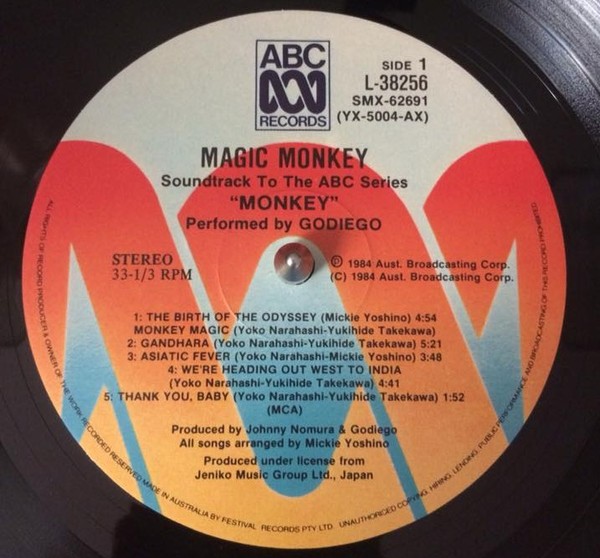 ABC
RECORDS
SIDE 1
L-38256
SMX-62691
(YX-5004-AX)
MAGIC MONKEY
Soundtrack To The ABC Series
“MONKEY”
Performed by GODIEGO
STEREO
33-1/3 RPM
Ⓟ 1984 Aust. Broadcasting Corp.
(C) 1984 Aust. Broadcasting Corp.
1: THE BIRTH OF THE ODYSSEY (Mickie Yoshino) 4:54
MONKEY MAGIC (Yoko Narahashi-Yukihide Takekawa)
2: GANDHARA (Yoko Narahashi-Yukihide Takekawa) 5:21
3: ASIATIC FEVER (Yoko Narahashi-Mickie Yoshino) 3:48
4: WE'RE HEADING OUT WEST TO INDIA
(Yoko Narahashi-Yukihide Takekawa) 4:41
5: THANK YOU, BABY (Yoko Narahashi-Yukihide Takekawa) 1:52
(MCA)
Produced by Johnny Nomura & Godiego
All songs arranged by Mickie Yoshino
Produced under license from
Jeniko Music Group Ltd., Japan
ALL RIGHTS OF RECORD PRODUCER & OWNER OF THE WORK RECORDED RESERVED MADE IN AUSTRALIA BY FESTIVAL RECORDS PTY LTD. UNAUTHORIZED COPYING, HIRING, LENDING, PUBLIC PERFORMANCE AND BROADCASTING OF THIS RECORD PROHIBITED